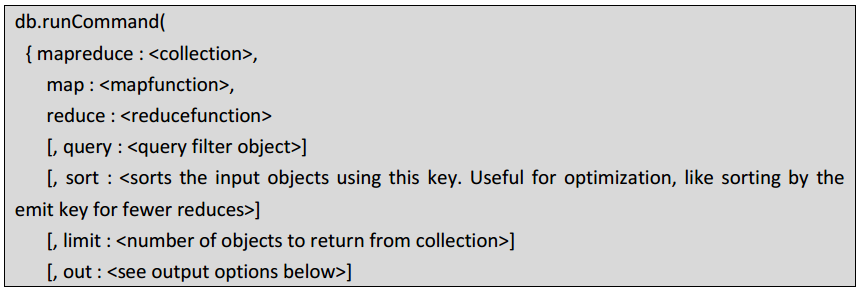 db.runCommand(
{ mapreduce : <collection>,
map : <mapfunction>,
reduce : <reducefunction>
[, query : <query filter object>]
[, sort : <sorts the input objects using this key. Useful for optimization, like sorting by the
emit key for fewer reduces>]
[, limit : <number of objects to return from collection>]
[, out : <see output options below>]